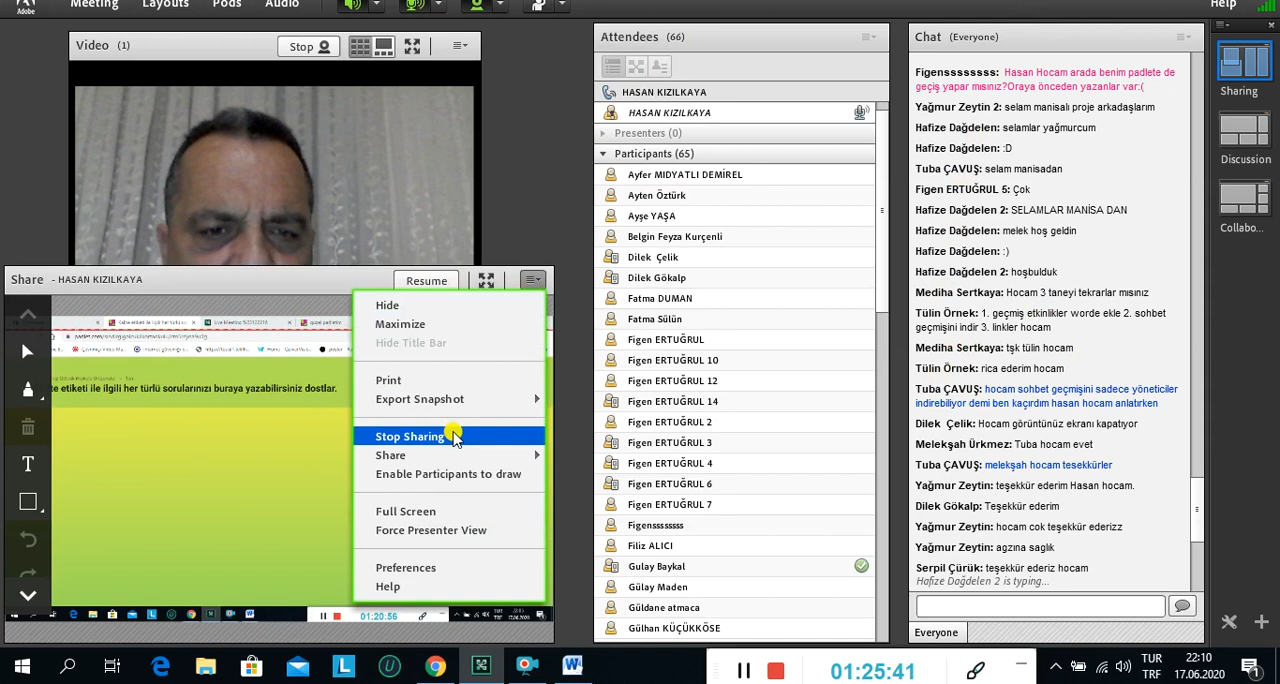 Adobe
Meeting Layouts Pods Audio Help
Video (1) Stop
Share - HASAN KIZILKAYA Resume
Hide
Maximize
Hide Title Bar
Print
Export Snapshot
Stop Sharing
Share
Enable Participants to draw
Full Screen
Force Presenter View
Preferences
Help
te etiketi ile ilgili her türlü sorularınızı buraya yazabilirsiniz dostlar.
T
01:20:56
Attendees (66)
HASAN KIZILKAYA
HASAN KIZILKAYA
Presenters (0)
Participants (65)
Ayfer MIDYATLI DEMİREL
Ayten Öztürk
Ayşe YAŞA
Belgin Feyza Kurçenli
Dilek Çelik
Dilek Gökalp
Fatma DUMAN
Fatma Sülün
Figen ERTUĞRUL
Figen ERTUĞRUL 10
Figen ERTUĞRUL 12
Figen ERTUĞRUL 14
Figen ERTUĞRUL 2
Figen ERTUĞRUL 3
Figen ERTUĞRUL 4
Figen ERTUĞRUL 6
Figen ERTUĞRUL 7
Figenssssssss
Filiz ALICI
Gulay Baykal
Gülay Maden
Güldane atmaca
Gülhan KÜÇÜKKÖSE
Chat (Everyone)
Figenssssssss: Hasan Hocam arada benim padlete de
geçiş yapar mısınız?Oraya önceden yazanlar var:(
Yağmur Zeytin 2: selam manisalı proje arkadaşlarım
Hafize Dağdelen: selamlar yağmurcum
Hafize Dağdelen: :D
Tuba ÇAVUŞ: selam manisadan
Figen ERTUĞRUL 5: Çok
Hafize Dağdelen 2: SELAMLAR MANİSA DAN
Hafize Dağdelen: melek hoş geldin
Hafize Dağdelen: :)
Hafize Dağdelen 2: hoşbulduk
Mediha Sertkaya: Hocam 3 taneyi tekrarlar mısınız
Tülin Örnek: 1. geçmiş etkinlikler worde ekle 2. sohbet
geçmişini indir 3. linkler hocam
Mediha Sertkaya: tşk tülin hocam
Tülin Örnek: rica ederim hocam
Tuba ÇAVUŞ: hocam sohbet geçmişini sadece yöneticiler
indirebiliyor demi ben kaçırdım hasan hocam anlatırken
Dilek Çelik: Hocam görüntünüz ekranı kapatıyor
Melekşah Ürkmez: Tuba hocam evet
Tuba ÇAVUŞ: melekşah hocam tesekkürler
Yağmur Zeytin: teşekkür ederim Hasan hocam.
Dilek Gökalp: Teşekkür ederim
Yağmur Zeytin: hocam cok teşekkür ederizz
Yağmur Zeytin: agzına saglık
Serpil Çürük: teşekkür ederiz hocam
Hafize Dağdelen 2 is typing...
Everyone
Sharing
Discussion
Collabo...
01:25:41
TUR
TRF
22:10
17.06.2020
1